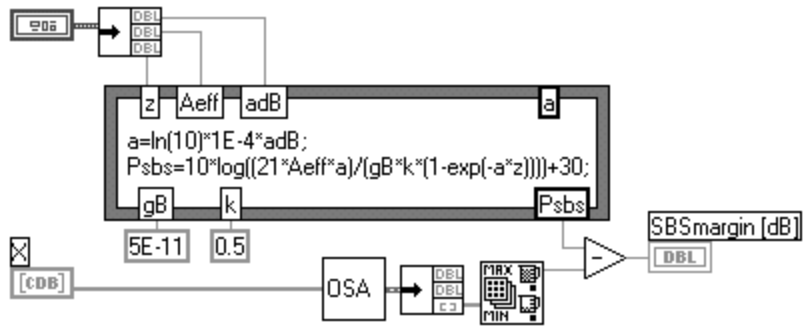 DBL
DBL
DBL
z Aeff adB a
a=ln(10)*1E-4*adB;
Psbs=10*log((21*Aeff*a)/(gB*k*(1-exp(-a*z))))+30;
gB k Psbs
5E-11 0.5
SBSmargin [dB]
DBL
X
[CDB]
OSA
DBL
DBL
[ ]
MAX
MIN
-